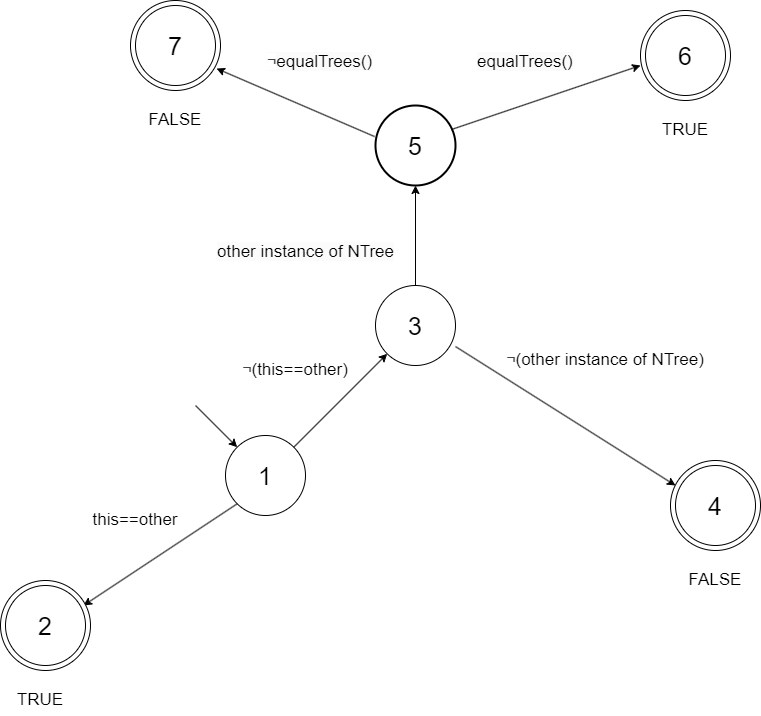 7
¬equalTrees()
equalTrees()
6
FALSE
TRUE
5
other instance of NTree
3
¬(this==other)
¬(other instance of NTree)
1
this==other
4
FALSE
2
TRUE